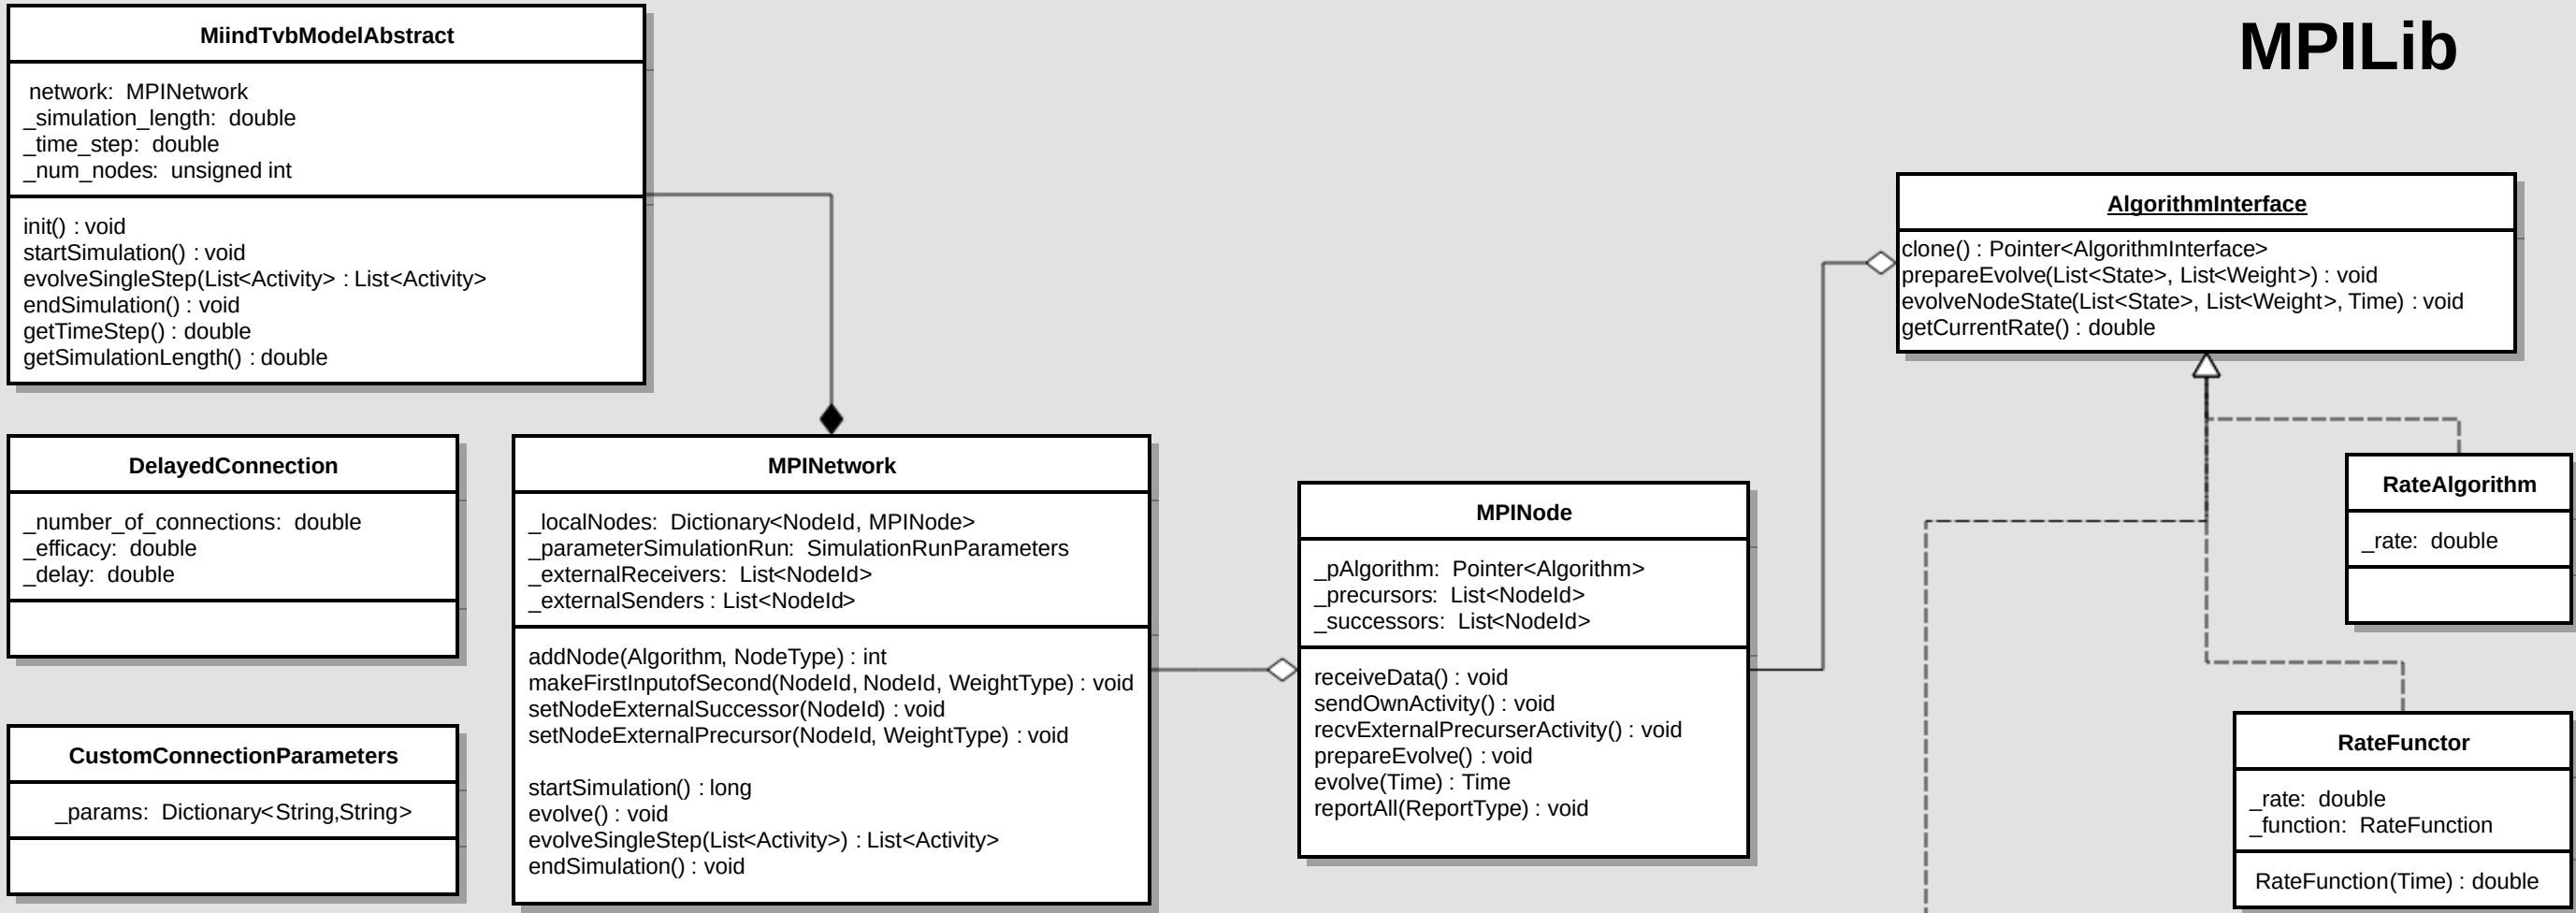 MPILib
MiindTvbModelAbstract
network: MPINetwork
_simulation_length: double
_time_step: double
_num_nodes: unsigned int
init() : void
startSimulation() : void
evolveSingleStep(List<Activity> : List<Activity>
endSimulation() : void
getTimeStep() : double
getSimulationLength() : double
AlgorithmInterface
clone() : Pointer<AlgorithmInterface>
prepareEvolve(List<State>, List<Weight>) : void
evolveNodeState(List<State>, List<Weight>, Time) : void
getCurrentRate() : double
DelayedConnection
_number_of_connections: double
_efficacy: double
_delay: double
MPINetwork
_localNodes: Dictionary<NodeId, MPINode>
_parameterSimulationRun: SimulationRunParameters
_externalReceivers: List<NodeId>
_externalSenders : List<NodeId>
addNode(Algorithm, NodeType) : int
makeFirstInputofSecond(NodeId, NodeId, WeightType) : void
setNodeExternalSuccessor(NodeId) : void
setNodeExternalPrecursor(NodeId, WeightType) : void
startSimulation() : long
evolve() : void
evolveSingleStep(List<Activity>) : List<Activity>
endSimulation() : void
MPINode
_pAlgorithm: Pointer<Algorithm>
_precursors: List<NodeId>
_successors: List<NodeId>
receiveData() : void
sendOwnActivity() : void
recvExternalPrecurserActivity() : void
prepareEvolve() : void
evolve(Time) : Time
reportAll(ReportType) : void
RateAlgorithm
_rate: double
CustomConnectionParameters
_params: Dictionary<String,String>
RateFunctor
_rate: double
_function: RateFunction
RateFunction(Time) : double